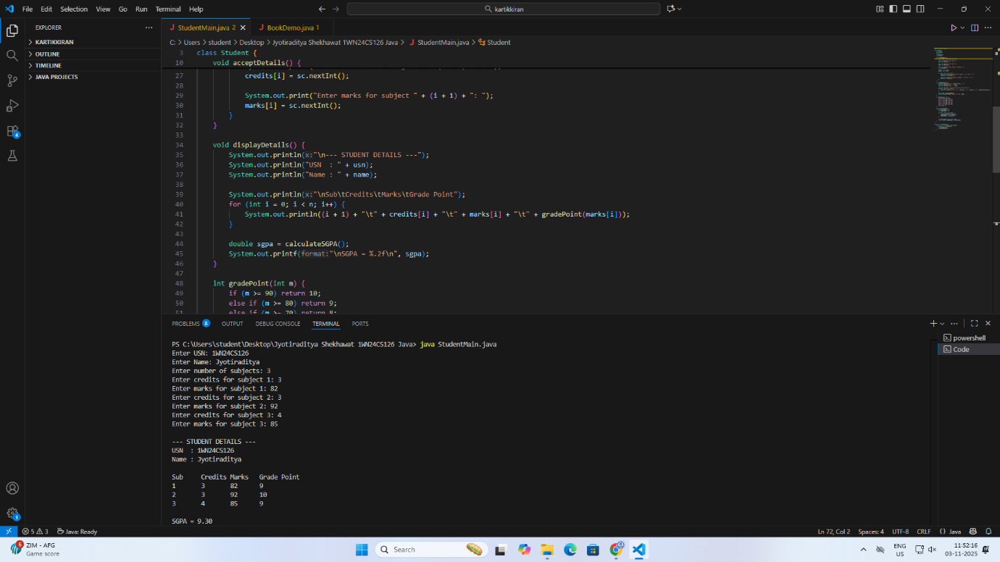 File Edit Selection View Go Run Terminal Help
kartikkiran
EXPLORER
KARTIKKIRAN
OUTLINE
TIMELINE
JAVA PROJECTS
4
1
StudentMain.java 2
BookDemo.java 1
C: > Users > student > Desktop > Jyotiraditya Shekhawat 1WN24CS126 Java > StudentMain.java > Student
3 class Student {
10 void acceptDetails() {
27 credits[i] = sc.nextInt();
28
29 System.out.print("Enter marks for subject " + (i + 1) + ": ");
30 marks[i] = sc.nextInt();
31 }
32 }
33
34 void displayDetails() {
35 System.out.println(x:"\n--- STUDENT DETAILS ---");
36 System.out.println("USN  : " + usn);
37 System.out.println("Name : " + name);
38
39 System.out.println(x:"\nSub\tCredits\tMarks\tGrade Point");
40 for (int i = 0; i < n; i++) {
41 System.out.println((i + 1) + "\t" + credits[i] + "\t" + marks[i] + "\t" + gradePoint(marks[i]));
42 }
43
44 double sgpa = calculateSGPA();
45 System.out.printf(format:"\nSGPA = %.2f\n", sgpa);
46 }
47
48 int gradePoint(int m) {
49 if (m >= 90) return 10;
50 else if (m >= 80) return 9;
51 else if (m >= 70) return 8;
PROBLEMS 8 OUTPUT DEBUG CONSOLE TERMINAL PORTS
powershell
Code
PS C:\Users\student\Desktop\Jyotiraditya Shekhawat 1WN24CS126 Java> java StudentMain.java
Enter USN: 1WN24CS126
Enter Name: Jyotiraditya
Enter number of subjects: 3
Enter credits for subject 1: 3
Enter marks for subject 1: 82
Enter credits for subject 2: 3
Enter marks for subject 2: 92
Enter credits for subject 3: 4
Enter marks for subject 3: 85
--- STUDENT DETAILS ---
USN  : 1WN24CS126
Name : Jyotiraditya
Sub Credits Marks Grade Point
1 3 82 9
2 3 92 10
3 4 85 9
SGPA = 9.30
5 3 Java: Ready
Ln 72, Col 2 Spaces: 4 UTF-8 CRLF {} Java
6
ZIM - AFG
Game score
Search
ENG
US
11:52:16
03-11-2025